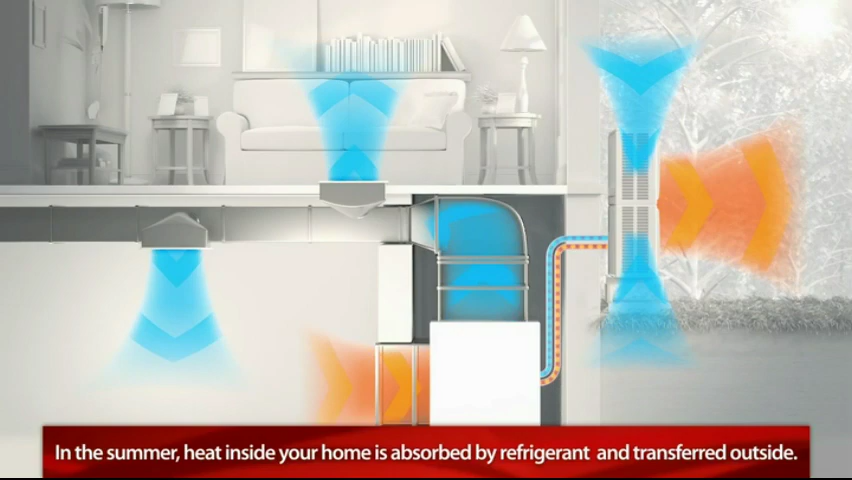 In the summer, heat inside your home is absorbed by refrigerant and transferred outside.